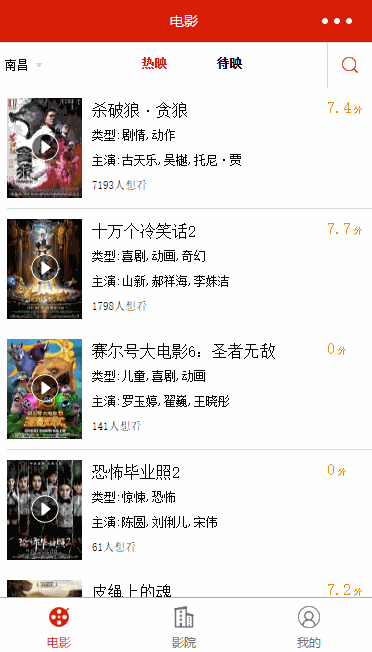 电影
南昌
热映
待映
杀破狼·贪狼
7.4分
类型:剧情,动作
主演:古天乐,吴樾,托尼·贾
7193人想看
十万个冷笑话2
7.7分
类型:喜剧,动画,奇幻
主演:山新,郝祥海,李姝洁
1798人想看
赛尔号大电影6：圣者无敌
0分
类型:儿童,喜剧,动画
主演:罗玉婷,翟巍,王晓彤
141人想看
恐怖毕业照2
0分
类型:惊悚,恐怖
主演:陈圆,刘俐儿,宋伟
61人想看
皮绳上的魂
7.2分
电影
影院
我的